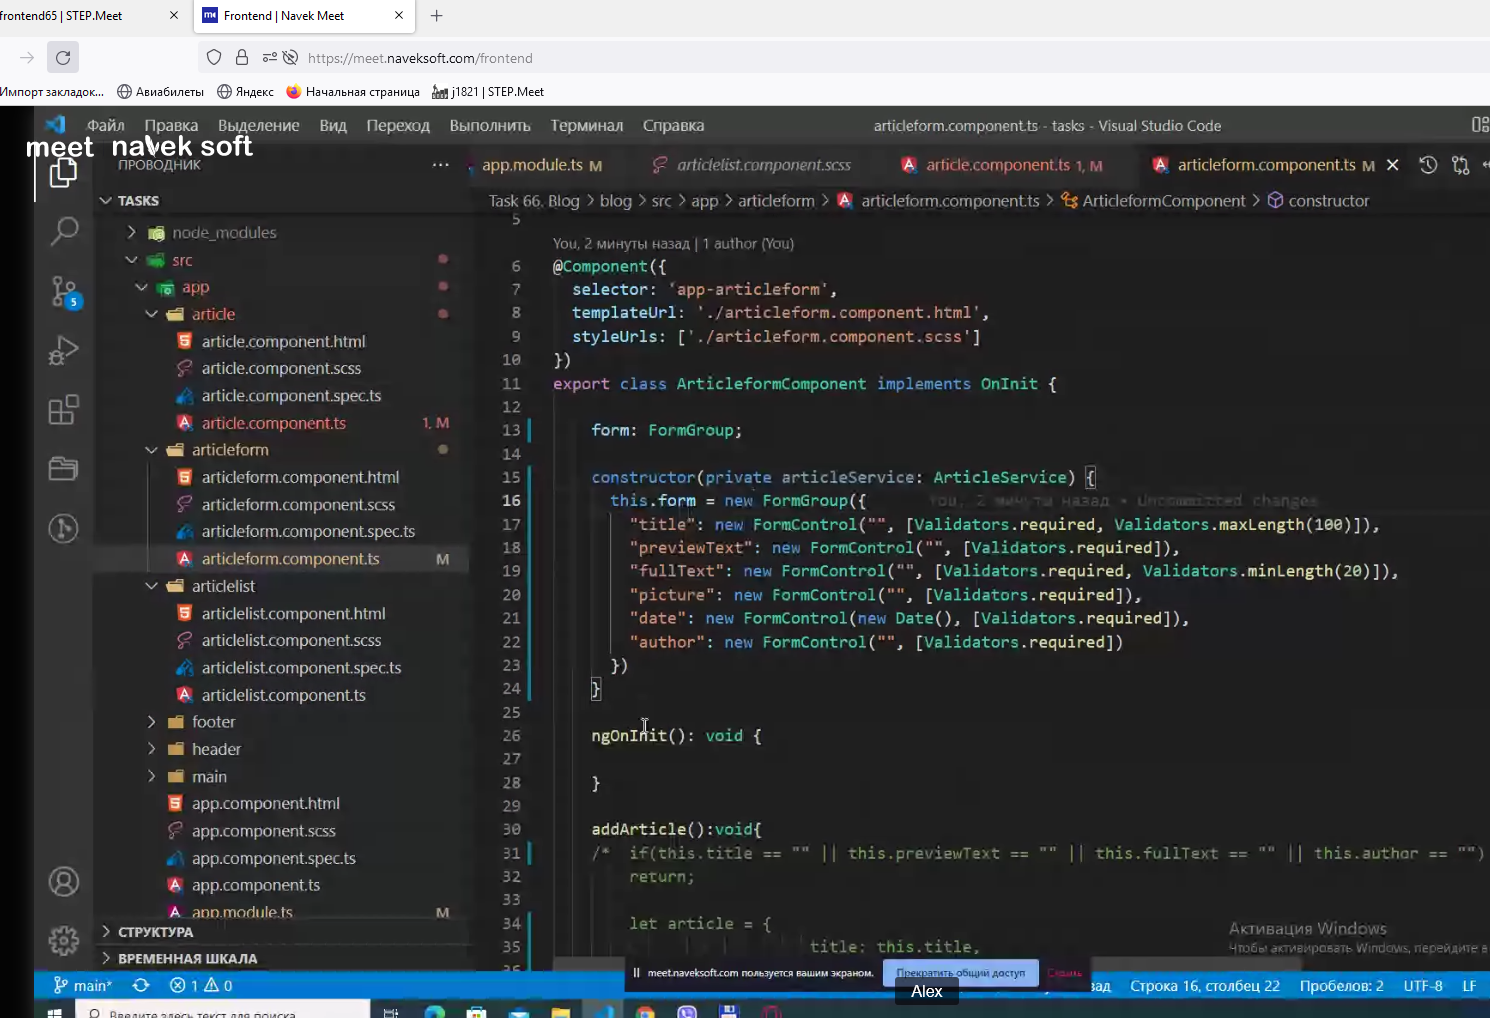 frontend65 | STEP.Meet
Frontend | Navek Meet
https://meet.naveksoft.com/frontend
Импорт закладок...
Авиабилеты
Яндекс
Начальная страница
j1821 | STEP.Meet
Файл Правка Выделение Вид Переход Выполнить Терминал Справка
articleform.component.ts - tasks - Visual Studio Code
meet navek soft
ПРОВОДНИК
app.module.ts M
articlelist.component.scss
article.component.ts 1, M
articleform.component.ts M
TASKS
Task 66. Blog > blog > src > app > articleform > articleform.component.ts > ArticleformComponent > constructor
node_modules
src
app
article
article.component.html
article.component.scss
article.component.spec.ts
article.component.ts 1, M
articleform
articleform.component.html
articleform.component.scss
articleform.component.spec.ts
articleform.component.ts M
articlelist
articlelist.component.html
articlelist.component.scss
articlelist.component.spec.ts
articlelist.component.ts
footer
header
main
app.component.html
app.component.scss
app.component.spec.ts
app.component.ts
app.module.ts M
СТРУКТУРА
ВРЕМЕННАЯ ШКАЛА
5
5
You, 2 минуты назад | 1 author (You)
6 @Component({
7 selector: 'app-articleform',
8 templateUrl: './articleform.component.html',
9 styleUrls: ['./articleform.component.scss']
10 })
11 export class ArticleformComponent implements OnInit {
12
13 form: FormGroup;
14
15 constructor(private articleService: ArticleService) {
16 this.form = new FormGroup({ You, 2 минуты назад • Uncommitted changes
17 "title": new FormControl("", [Validators.required, Validators.maxLength(100)]),
18 "previewText": new FormControl("", [Validators.required]),
19 "fullText": new FormControl("", [Validators.required, Validators.minLength(20)]),
20 "picture": new FormControl("", [Validators.required]),
21 "date": new FormControl(new Date(), [Validators.required]),
22 "author": new FormControl("", [Validators.required])
23 })
24 }
25
26 ngOnInit(): void {
27
28 }
29
30 addArticle():void{
31 /* if(this.title == "" || this.previewText == "" || this.fullText == "" || this.author == "")
32 return;
33
34 let article = {
35 title: this.title,
36
Активация Windows
Чтобы активировать Windows, перейдите в
meet.naveksoft.com пользуется вашим экраном.
Прекратить общий доступ
Скрыть
Alex
main*
1 0
зад
Строка 16, столбец 22
Пробелов: 2
UTF-8
LF
Введите здесь текст для поиска